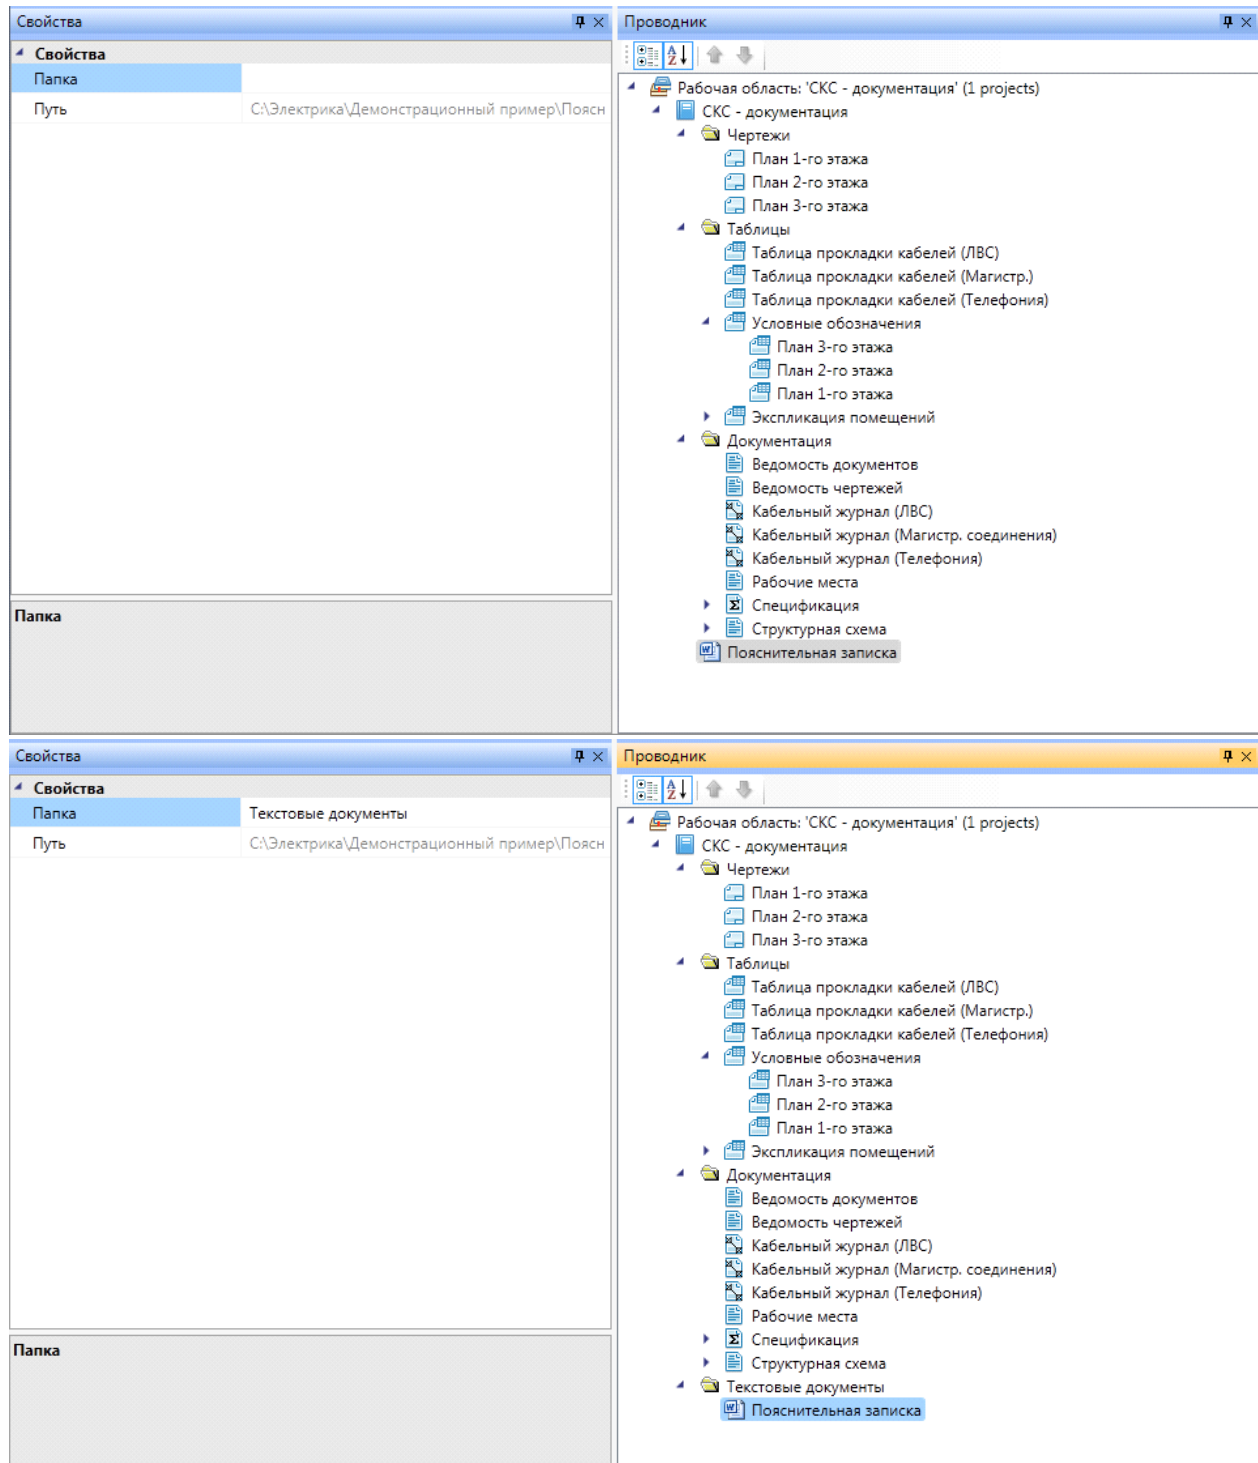 Свойства
Свойства
Папка
Путь C:\Электрика\Демонстрационный пример\Поясн
Папка
Проводник
Рабочая область: 'СКС - документация' (1 projects)
СКС - документация
Чертежи
План 1-го этажа
План 2-го этажа
План 3-го этажа
Таблицы
Таблица прокладки кабелей (ЛВС)
Таблица прокладки кабелей (Магистр.)
Таблица прокладки кабелей (Телефония)
Условные обозначения
План 3-го этажа
План 2-го этажа
План 1-го этажа
Экспликация помещений
Документация
Ведомость документов
Ведомость чертежей
Кабельный журнал (ЛВС)
Кабельный журнал (Магистр. соединения)
Кабельный журнал (Телефония)
Рабочие места
Спецификация
Структурная схема
Пояснительная записка
Свойства
Свойства
Папка Текстовые документы
Путь C:\Электрика\Демонстрационный пример\Поясн
Папка
Проводник
Рабочая область: 'СКС - документация' (1 projects)
СКС - документация
Чертежи
План 1-го этажа
План 2-го этажа
План 3-го этажа
Таблицы
Таблица прокладки кабелей (ЛВС)
Таблица прокладки кабелей (Магистр.)
Таблица прокладки кабелей (Телефония)
Условные обозначения
План 3-го этажа
План 2-го этажа
План 1-го этажа
Экспликация помещений
Документация
Ведомость документов
Ведомость чертежей
Кабельный журнал (ЛВС)
Кабельный журнал (Магистр. соединения)
Кабельный журнал (Телефония)
Рабочие места
Спецификация
Структурная схема
Текстовые документы
Пояснительная записка